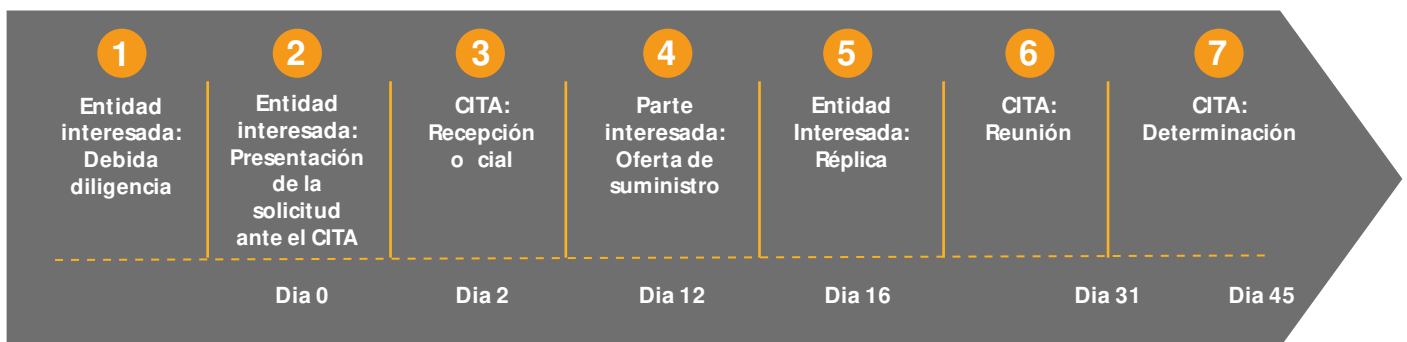 1
Entidad
interesada:
Debida
diligencia
2
Entidad
interesada:
Presentación
de la
solicitud
ante el CITA
3
CITA:
Recepción
o cial
4
Parte
interesada:
Oferta de
suministro
5
Entidad
Interesada:
Réplica
6
CITA:
Reunión
7
CITA:
Determinación
Dia 0
Dia 2
Dia 12
Dia 16
Dia 31
Dia 45